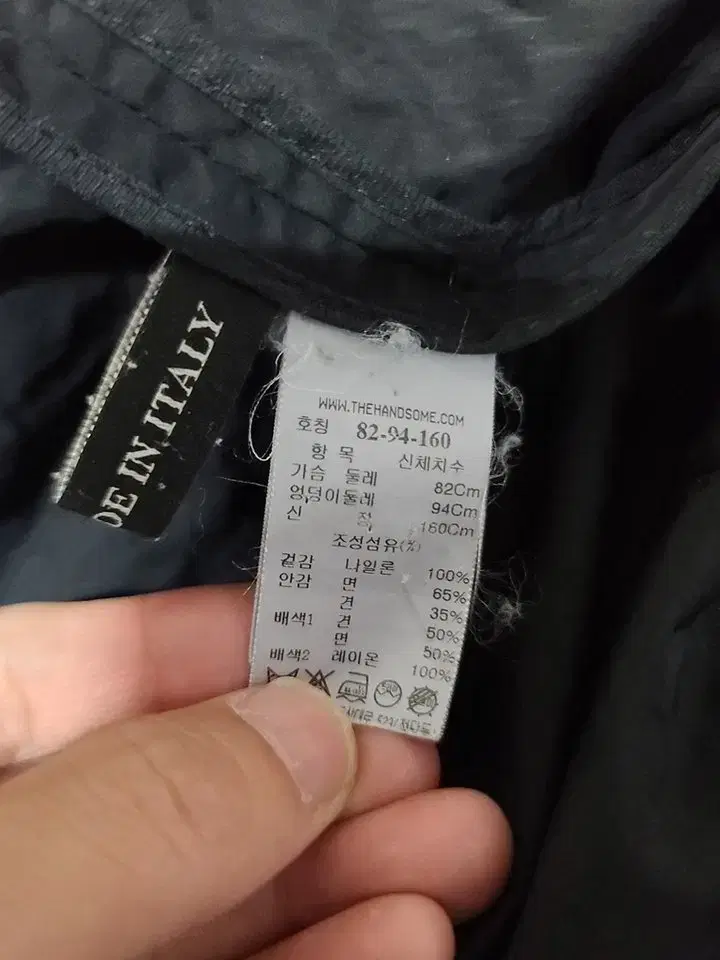 DE IN ITALY
WWW.THEHANDSOME.COM
호칭 82-94-160
항 목 신체치수
가슴 둘레 82Cm
엉덩이둘레 94Cm
신 장 160Cm
조성섬유(%)
겉감 나일론 100%
안감 면 65%
견 35%
배색1 견 50%
면 50%
배색2 레이온 100%